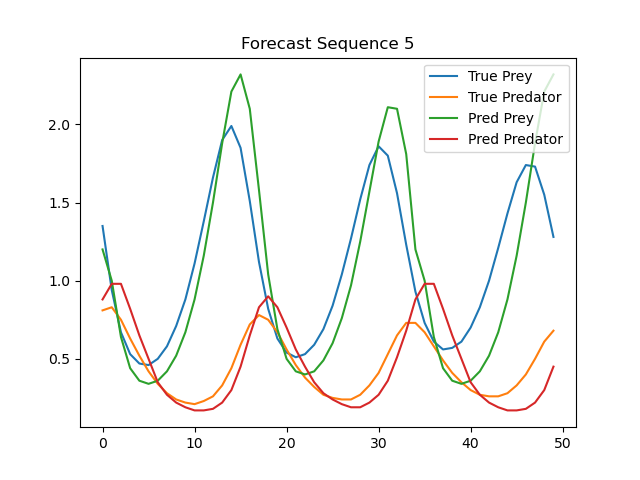 Forecast Sequence 5
True Prey
True Predator
Pred Prey
Pred Predator
2.0
1.5
1.0
0.5
0 10 20 30 40 50